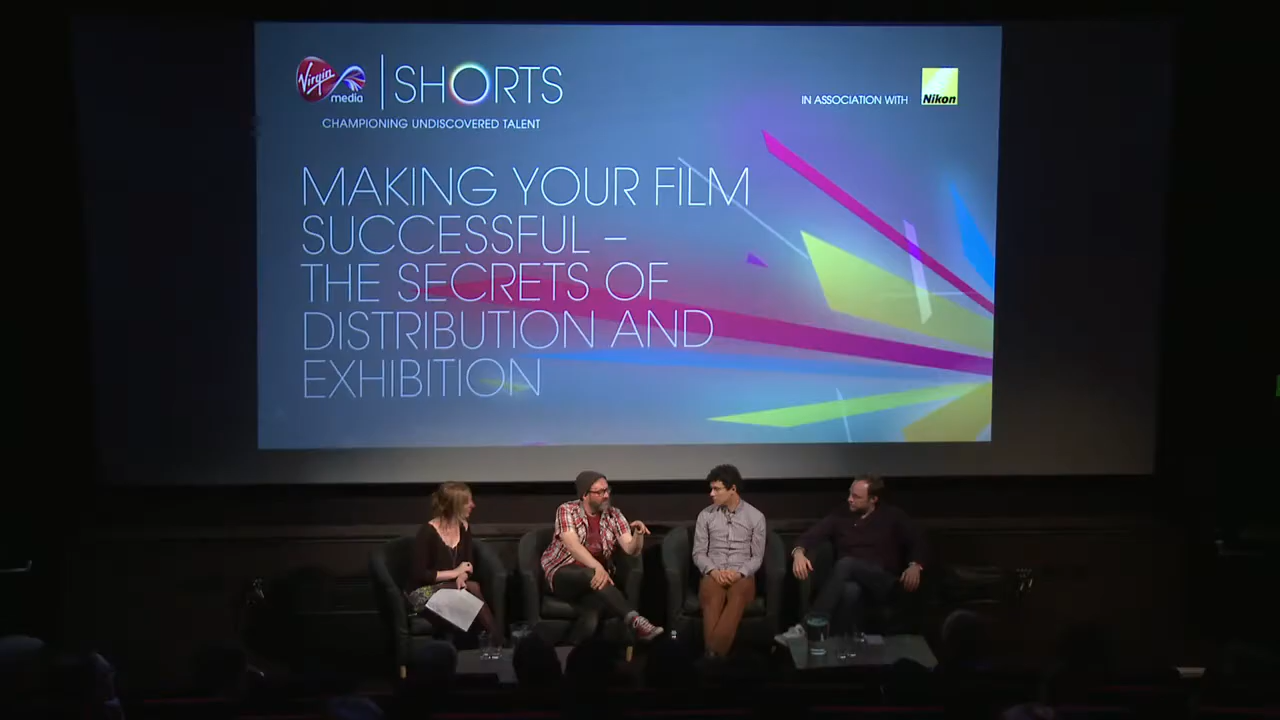 Virgin media | SHORTS
CHAMPIONING UNDISCOVERED TALENT
IN ASSOCIATION WITH Nikon
MAKING YOUR FILM
SUCCESSFUL –
THE SECRETS OF
DISTRIBUTION AND
EXHIBITION